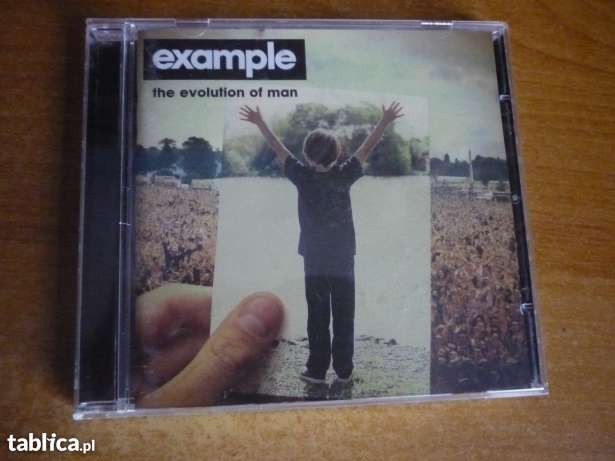 example
the evolution of man
tablica.pl